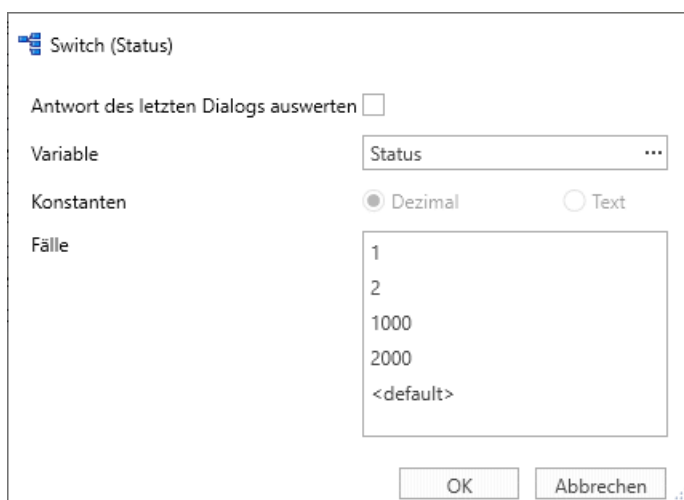 Switch (Status)
Antwort des letzten Dialogs auswerten
Variable Status ...
Konstanten Dezimal Text
Fälle
1
2
1000
2000
<default>
OK Abbrechen